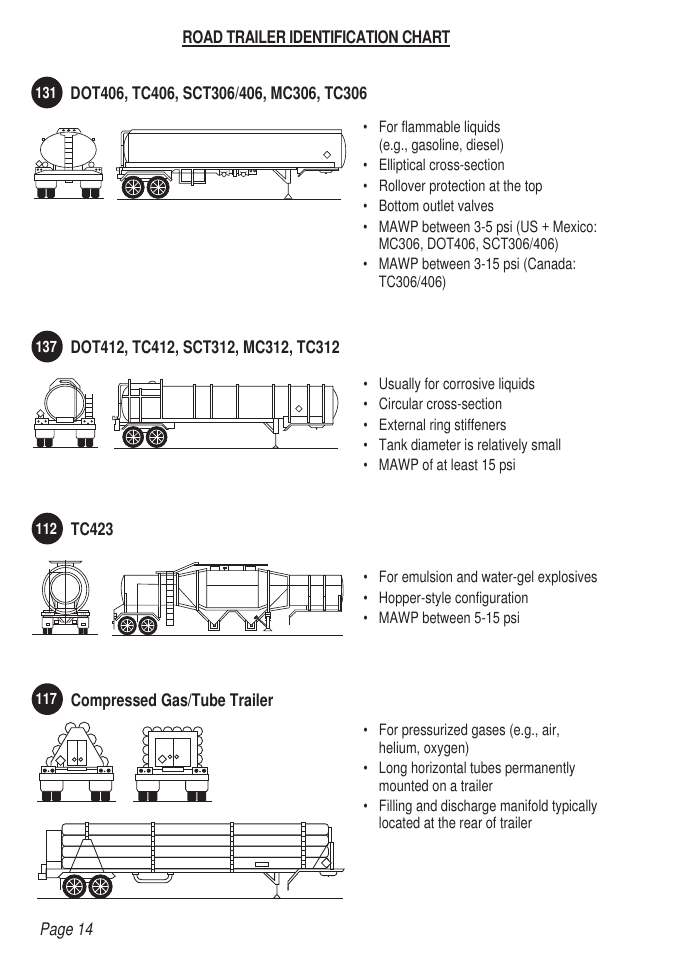 ROAD TRAILER IDENTIFICATION CHART
131 DOT406, TC406, SCT306/406, MC306, TC306
• For flammable liquids
(e.g., gasoline, diesel)
• Elliptical cross-section
• Rollover protection at the top
• Bottom outlet valves
• MAWP between 3-5 psi (US + Mexico:
MC306, DOT406, SCT306/406)
• MAWP between 3-15 psi (Canada:
TC306/406)
137 DOT412, TC412, SCT312, MC312, TC312
• Usually for corrosive liquids
• Circular cross-section
• External ring stiffeners
• Tank diameter is relatively small
• MAWP of at least 15 psi
112 TC423
• For emulsion and water-gel explosives
• Hopper-style configuration
• MAWP between 5-15 psi
117 Compressed Gas/Tube Trailer
• For pressurized gases (e.g., air,
helium, oxygen)
• Long horizontal tubes permanently
mounted on a trailer
• Filling and discharge manifold typically
located at the rear of trailer
Page 14